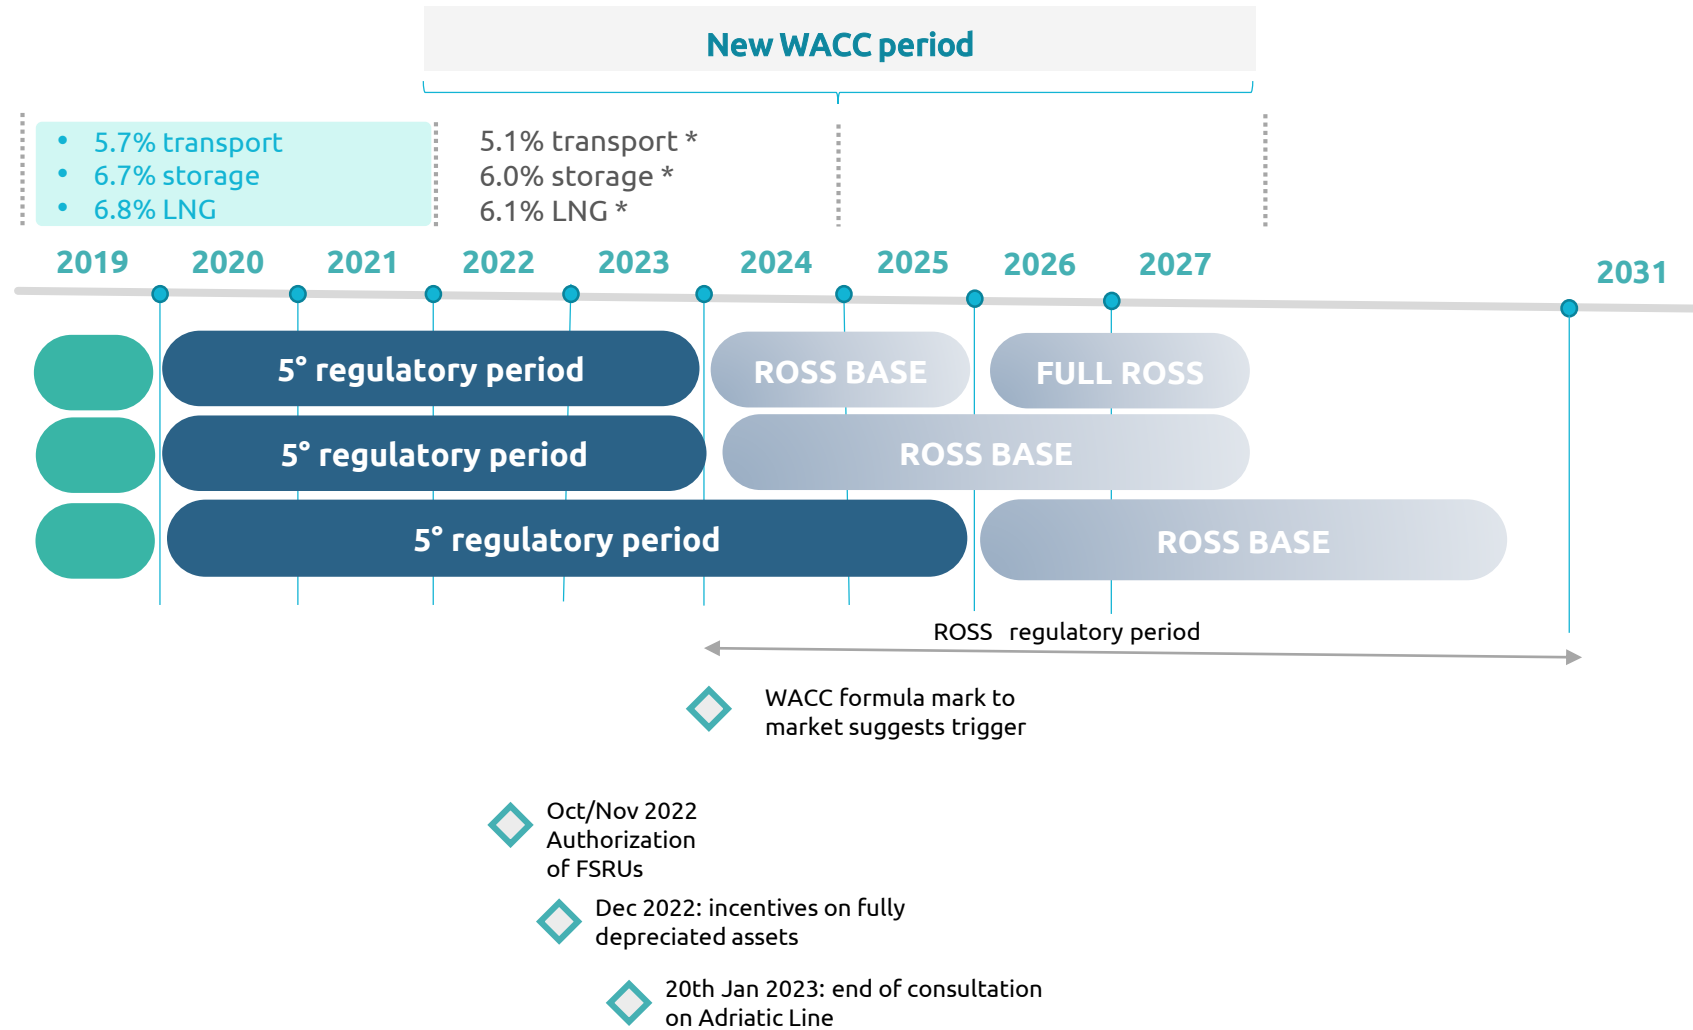 New WACC period
• 5.7% transport
• 6.7% storage
• 6.8% LNG
5.1% transport *
6.0% storage *
6.1% LNG *
2019 2020 2021 2022 2023 2024 2025 2026 2027 2031
5° regulatory period ROSS BASE FULL ROSS
5° regulatory period ROSS BASE
5° regulatory period ROSS BASE
ROSS regulatory period
WACC formula mark to
market suggests trigger
Oct/Nov 2022
Authorization
of FSRUs
Dec 2022: incentives on fully
depreciated assets
20th Jan 2023: end of consultation
on Adriatic Line